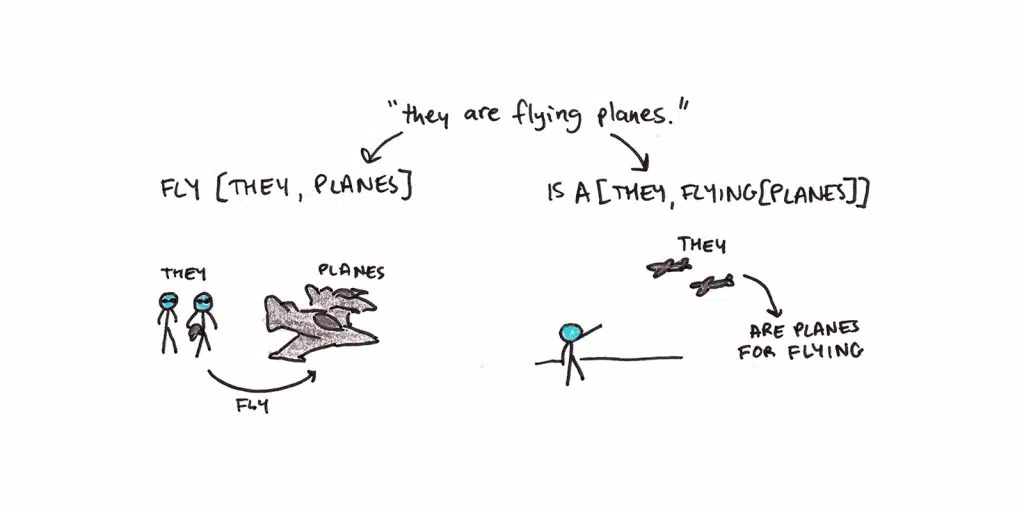 "they are flying planes."
FLY [THEY, PLANES]
IS A [THEY, FLYING[PLANES]]
THEY
PLANES
FLY
THEY
ARE PLANES
FOR FLYING